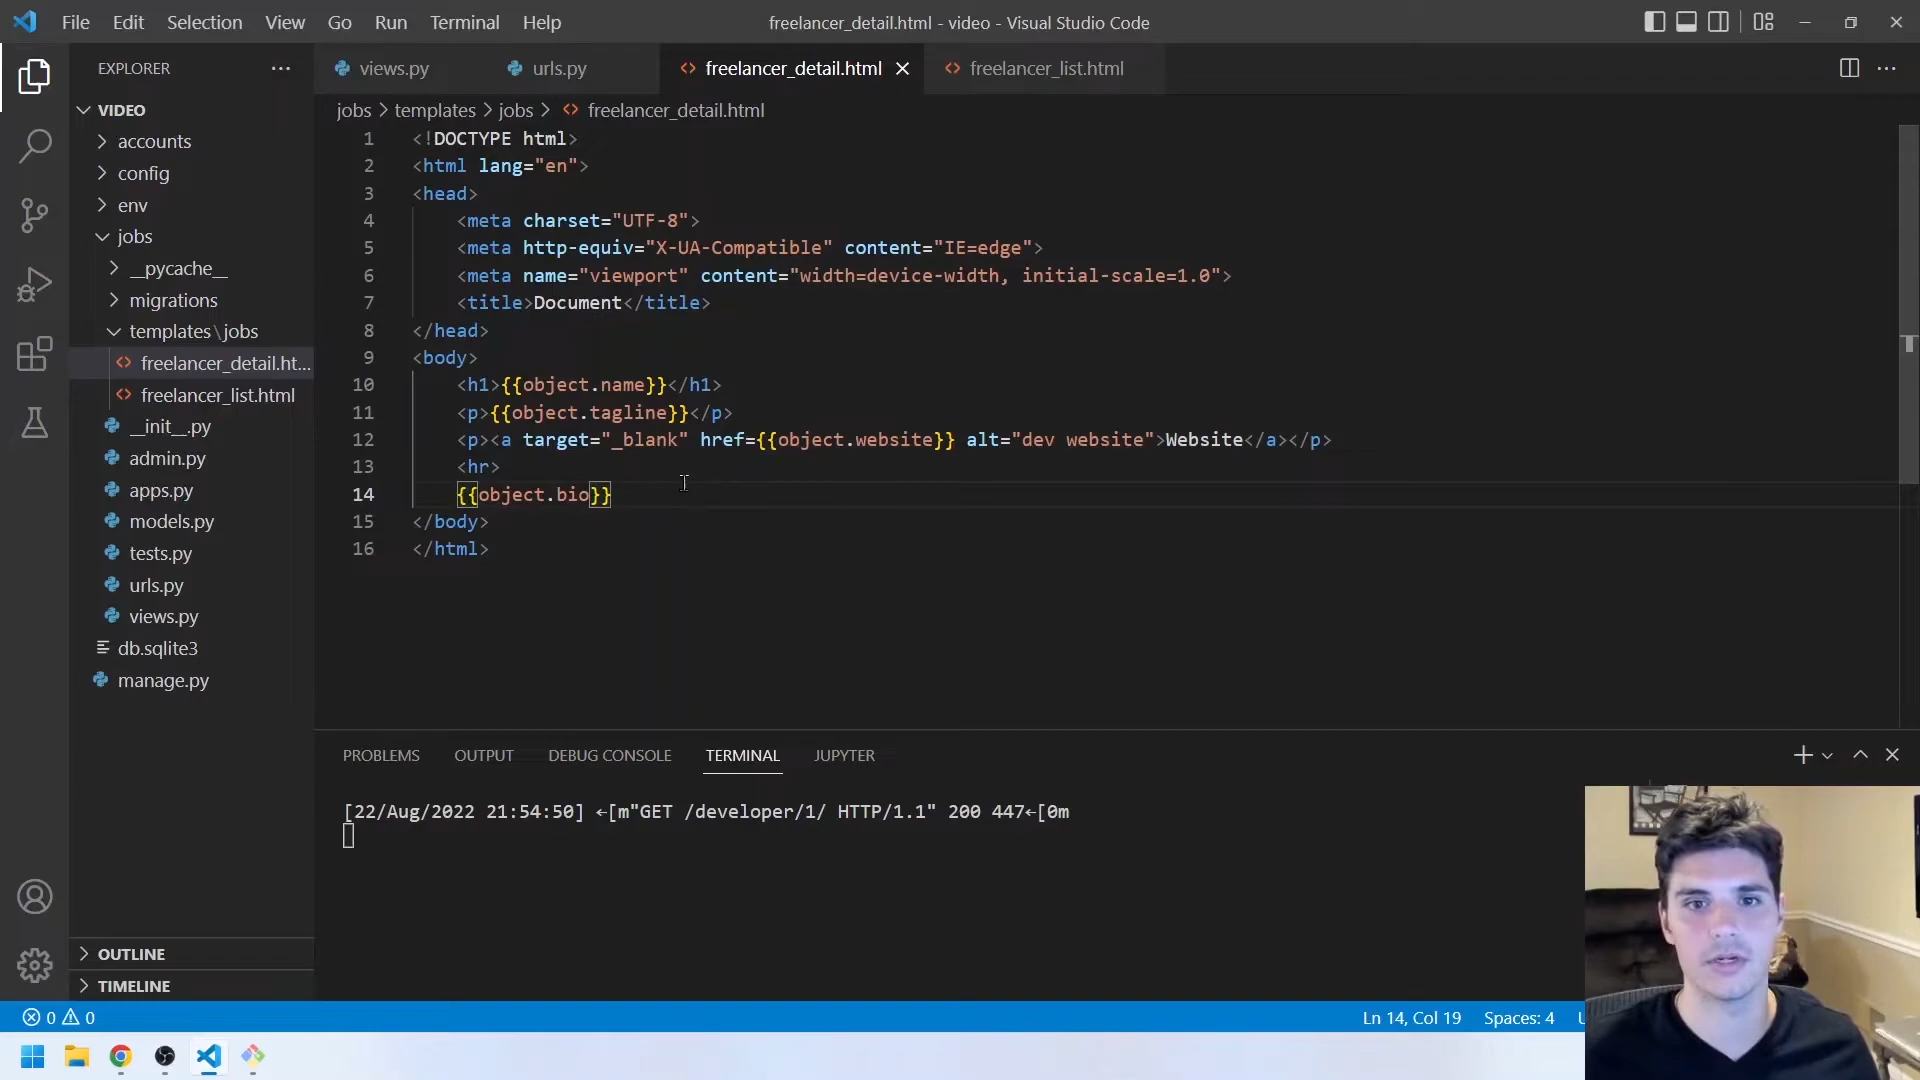 File Edit Selection View Go Run Terminal Help
freelancer_detail.html - video - Visual Studio Code
EXPLORER
VIDEO
accounts
config
env
jobs
__pycache__
migrations
templates\jobs
freelancer_detail.ht...
freelancer_list.html
__init__.py
admin.py
apps.py
models.py
tests.py
urls.py
views.py
db.sqlite3
manage.py
OUTLINE
TIMELINE
views.py urls.py freelancer_detail.html freelancer_list.html
jobs > templates > jobs > freelancer_detail.html
1 <!DOCTYPE html>
2 <html lang="en">
3 <head>
4 <meta charset="UTF-8">
5 <meta http-equiv="X-UA-Compatible" content="IE=edge">
6 <meta name="viewport" content="width=device-width, initial-scale=1.0">
7 <title>Document</title>
8 </head>
9 <body>
10 <h1>{{object.name}}</h1>
11 <p>{{object.tagline}}</p>
12 <p><a target="_blank" href={{object.website}} alt="dev website">Website</a></p>
13 <hr>
14 {{object.bio}}
15 </body>
16 </html>
PROBLEMS OUTPUT DEBUG CONSOLE TERMINAL JUPYTER
[22/Aug/2022 21:54:50] ←[m"GET /developer/1/ HTTP/1.1" 200 447←[0m
0 0
Ln 14, Col 19 Spaces: 4